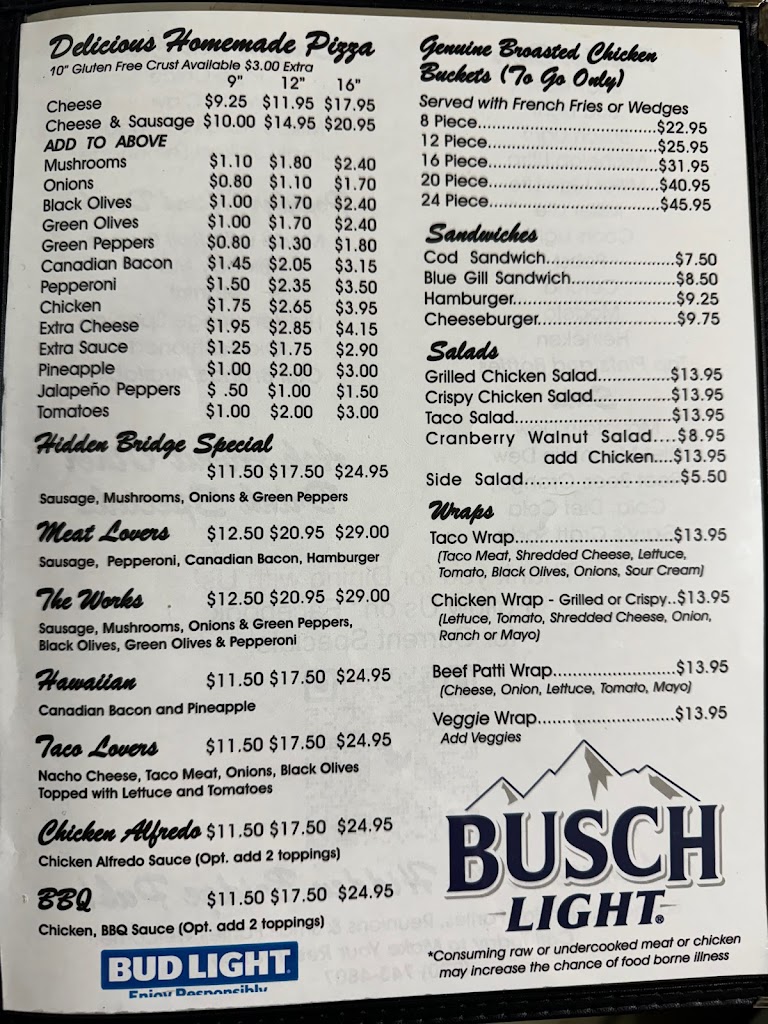 Delicious Homemade Pizza
10" Gluten Free Crust Available $3.00 Extra
9" 12" 16"
Cheese $9.25 $11.95 $17.95
Cheese & Sausage $10.00 $14.95 $20.95
ADD TO ABOVE
Mushrooms $1.10 $1.80 $2.40
Onions $0.80 $1.10 $1.70
Black Olives $1.00 $1.70 $2.40
Green Olives $1.00 $1.70 $2.40
Green Peppers $0.80 $1.30 $1.80
Canadian Bacon $1.45 $2.05 $3.15
Pepperoni $1.50 $2.35 $3.50
Chicken $1.75 $2.65 $3.95
Extra Cheese $1.95 $2.85 $4.15
Extra Sauce $1.25 $1.75 $2.90
Pineapple $1.00 $2.00 $3.00
Jalapeño Peppers $ .50 $1.00 $1.50
Tomatoes $1.00 $2.00 $3.00
Hidden Bridge Special
$11.50 $17.50 $24.95
Sausage, Mushrooms, Onions & Green Peppers
Meat Lovers $12.50 $20.95 $29.00
Sausage, Pepperoni, Canadian Bacon, Hamburger
The Works $12.50 $20.95 $29.00
Sausage, Mushrooms, Onions & Green Peppers,
Black Olives, Green Olives & Pepperoni
Hawaiian $11.50 $17.50 $24.95
Canadian Bacon and Pineapple
Taco Lovers $11.50 $17.50 $24.95
Nacho Cheese, Taco Meat, Onions, Black Olives
Topped with Lettuce and Tomatoes
Chicken Alfredo $11.50 $17.50 $24.95
Chicken Alfredo Sauce (Opt. add 2 toppings)
BBQ $11.50 $17.50 $24.95
Chicken, BBQ Sauce (Opt. add 2 toppings)
BUD LIGHT
Enjoy Responsibly
Genuine Broasted Chicken
Buckets (To Go Only)
Served with French Fries or Wedges
8 Piece..............................$22.95
12 Piece............................$25.95
16 Piece............................$31.95
20 Piece............................$40.95
24 Piece............................$45.95
Sandwiches
Cod Sandwich.....................$7.50
Blue Gill Sandwich.................$8.50
Hamburger...........................$9.25
Cheeseburger.......................$9.75
Salads
Grilled Chicken Salad............$13.95
Crispy Chicken Salad.............$13.95
Taco Salad..........................$13.95
Cranberry Walnut Salad....$8.95
add Chicken....$13.95
Side Salad..........................$5.50
Wraps
Taco Wrap..........................$13.95
(Taco Meat, Shredded Cheese, Lettuce,
Tomato, Black Olives, Onions, Sour Cream)
Chicken Wrap - Grilled or Crispy..$13.95
(Lettuce, Tomato, Shredded Cheese, Onion,
Ranch or Mayo)
Beef Patti Wrap....................$13.95
(Cheese, Onion, Lettuce, Tomato, Mayo)
Veggie Wrap.......................$13.95
Add Veggies
BUSCH
LIGHT®
*Consuming raw or undercooked meat or chicken
may increase the chance of food borne illness